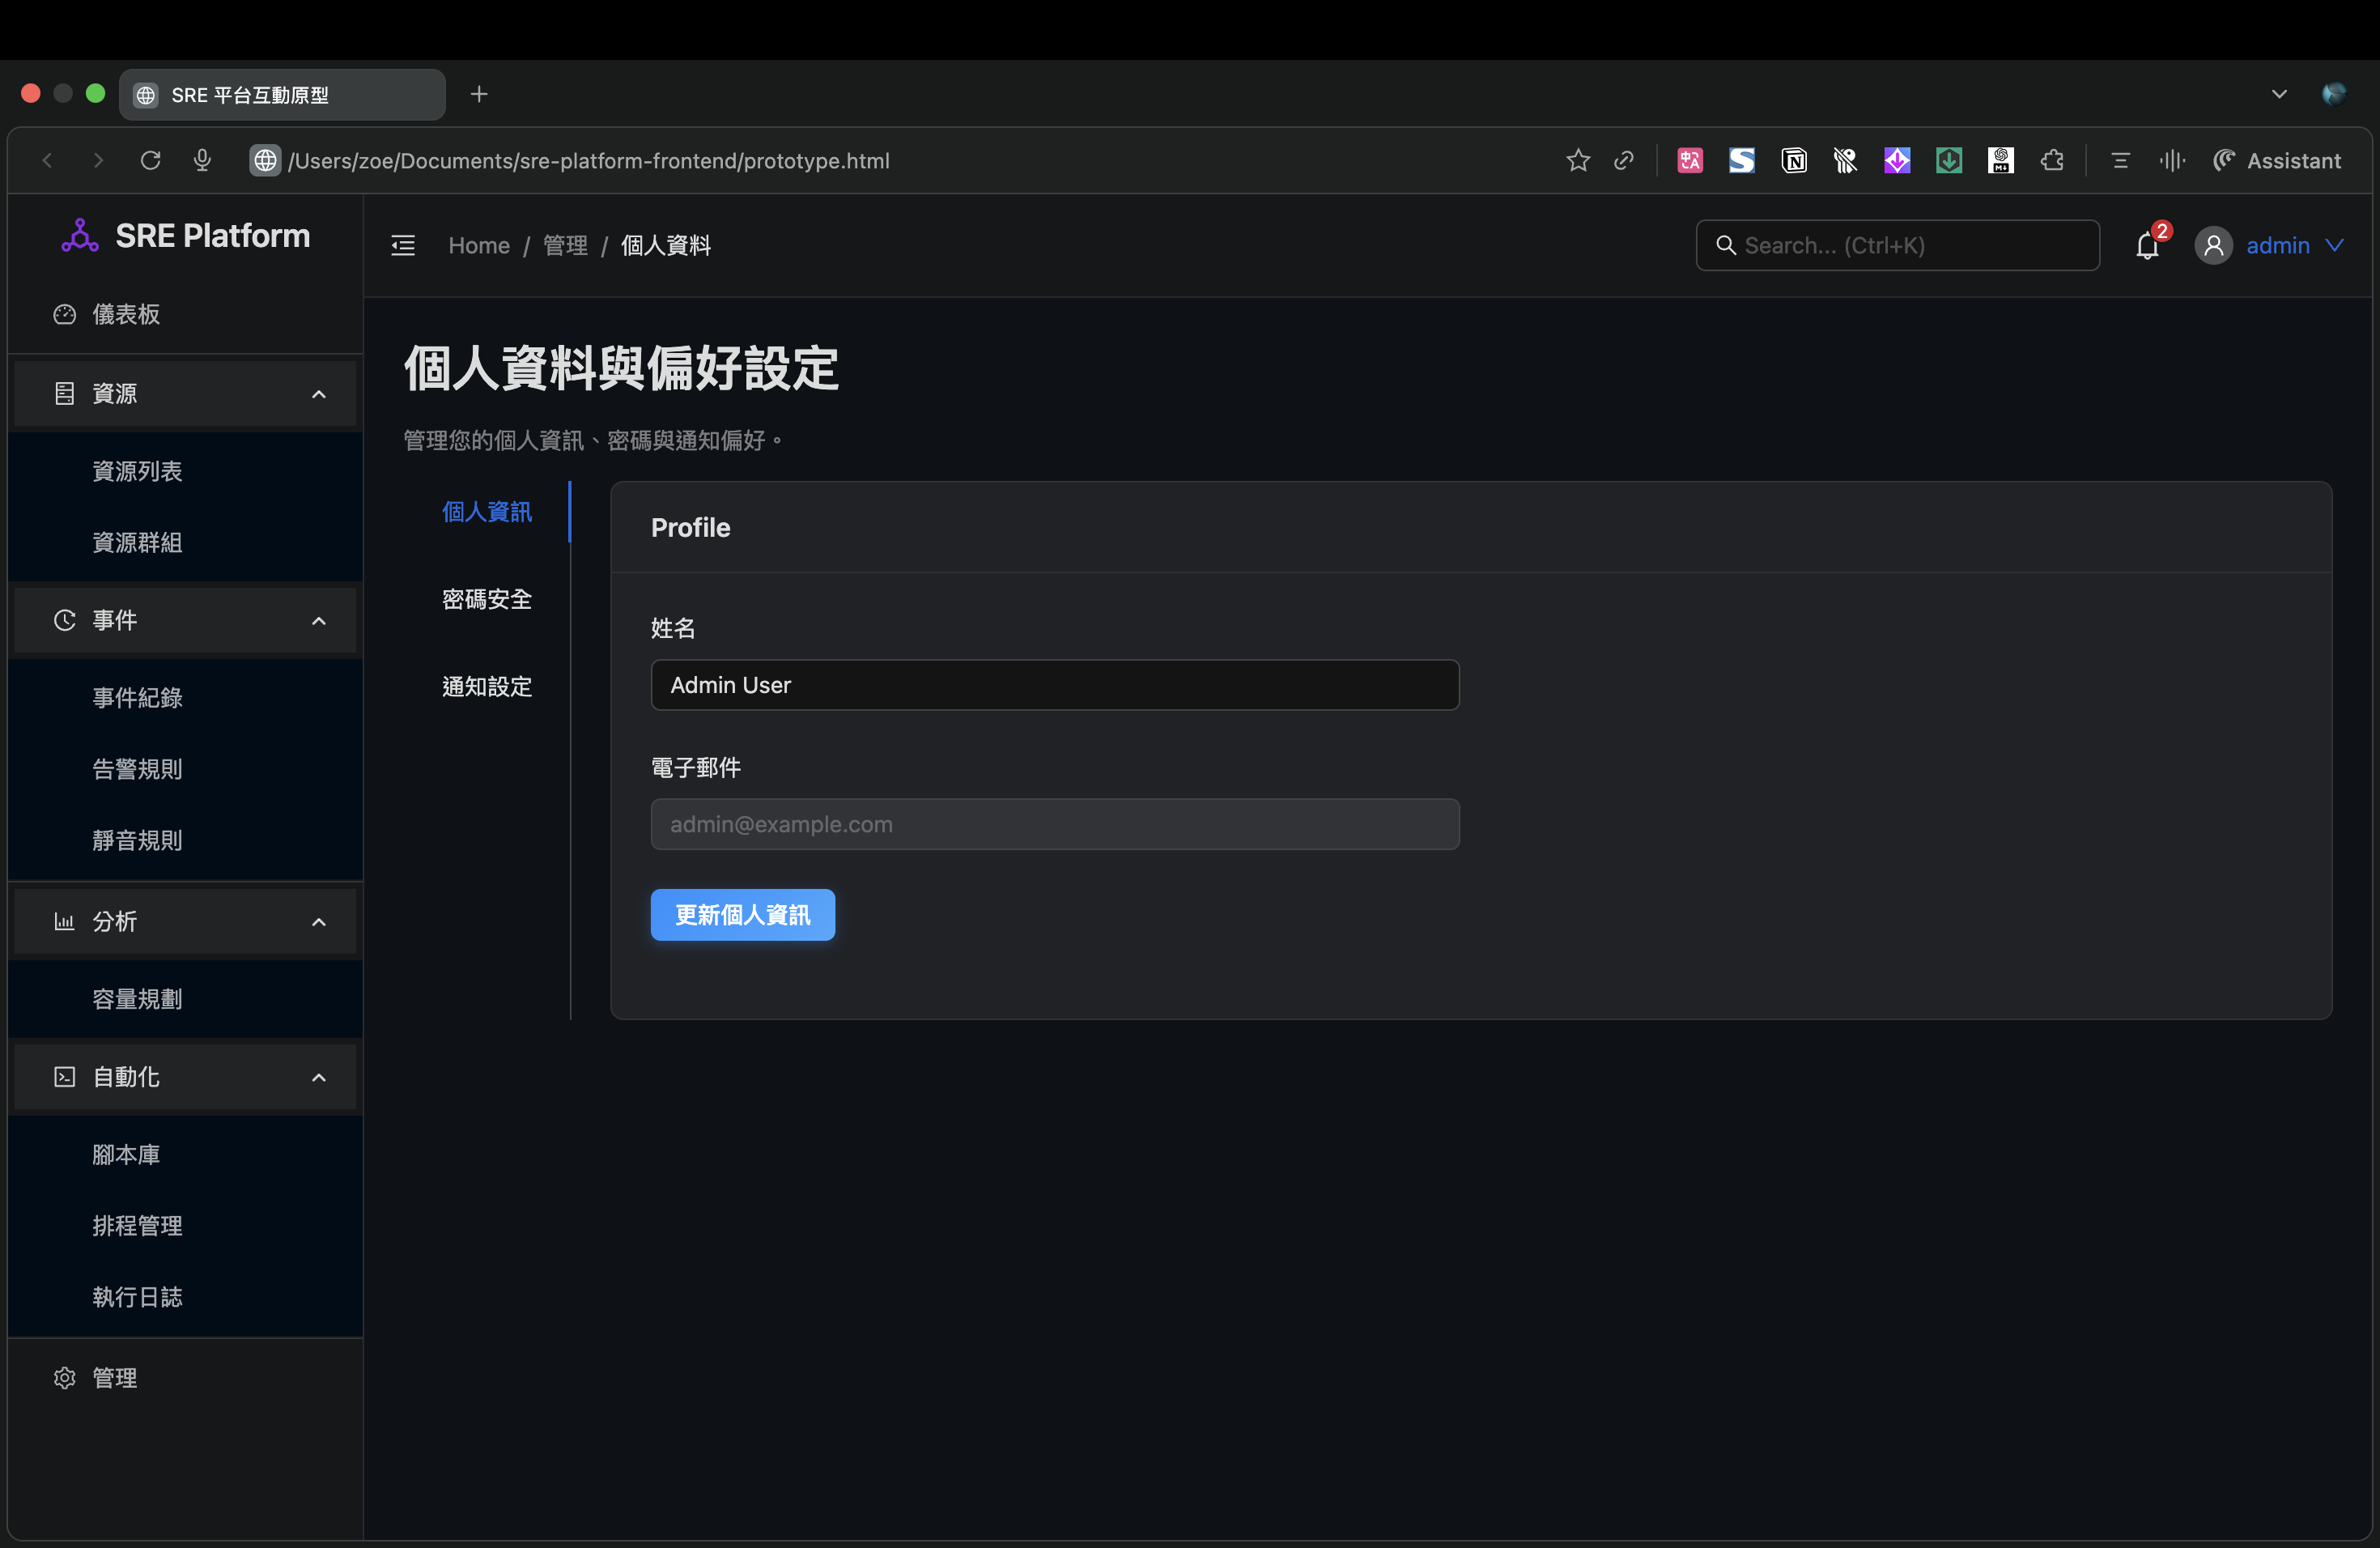 SRE 平台互動原型
/Users/zoe/Documents/sre-platform-frontend/prototype.html
Assistant
SRE Platform
Home / 管理 / 個人資料
Search... (Ctrl+K)
2
admin
儀表板
資源
資源列表
資源群組
事件
事件紀錄
告警規則
靜音規則
分析
容量規劃
自動化
腳本庫
排程管理
執行日誌
管理
個人資料與偏好設定
管理您的個人資訊、密碼與通知偏好。
個人資訊
密碼安全
通知設定
Profile
姓名
Admin User
電子郵件
admin@example.com
更新個人資訊